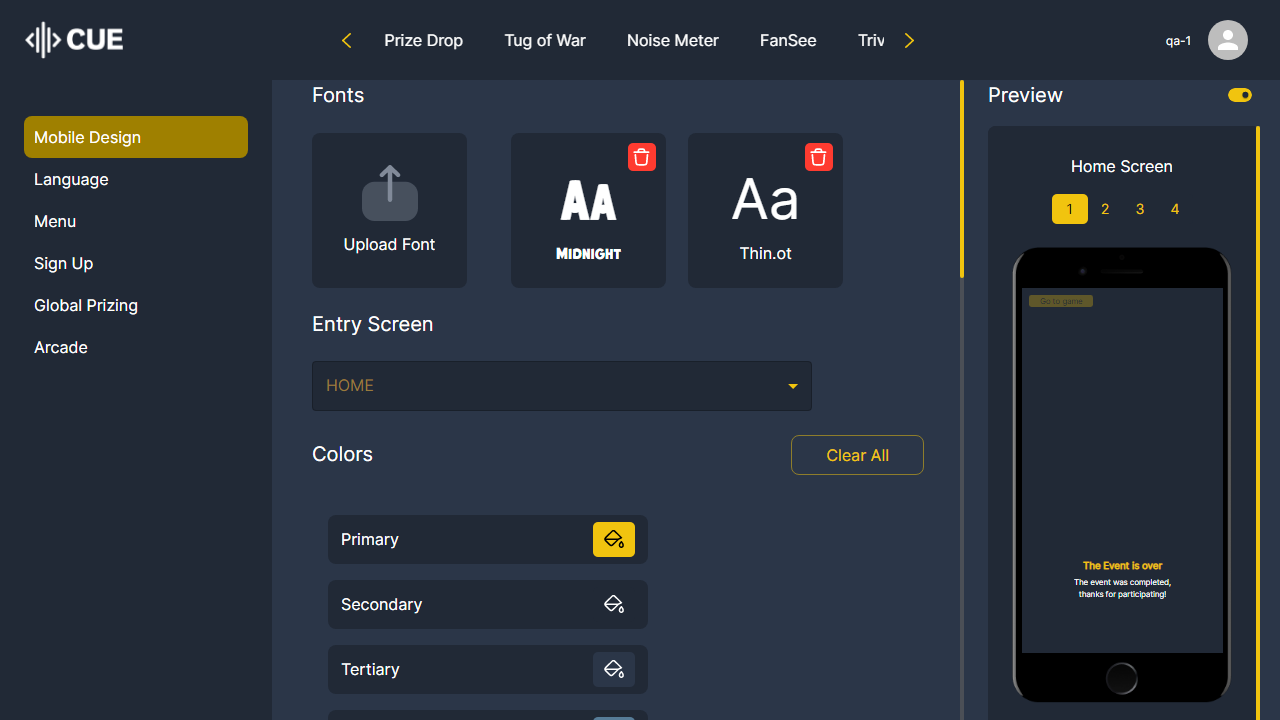 CUE
Prize Drop
Tug of War
Noise Meter
FanSee
Triv
qa-1
Mobile Design
Language
Menu
Sign Up
Global Prizing
Arcade
Fonts
Upload Font
AA
MIDNIGHT
Aa
Thin.ot
Entry Screen
HOME
Colors
Clear All
Primary
Secondary
Tertiary
Preview
Home Screen
1 2 3 4
Go to game
The Event is over
The event was completed,
thanks for participating!